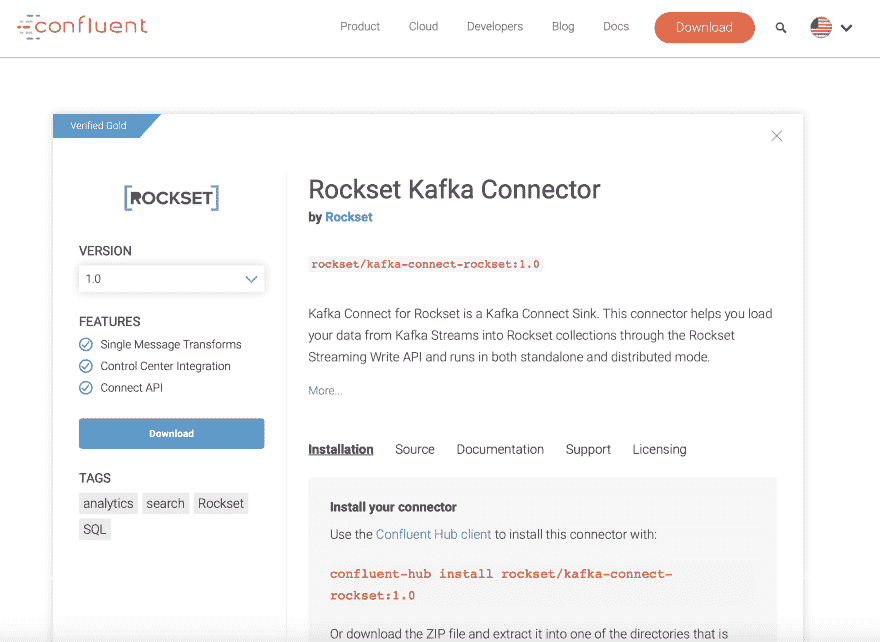 confluent
Product Cloud Developers Blog Docs Download
Verified Gold
[ROCKSET]
VERSION
1.0
FEATURES
Single Message Transforms
Control Center Integration
Connect API
Download
TAGS
analytics search Rockset
SQL
Rockset Kafka Connector
by Rockset
rockset/kafka-connect-rockset:1.0
Kafka Connect for Rockset is a Kafka Connect Sink. This connector helps you load
your data from Kafka Streams into Rockset collections through the Rockset
Streaming Write API and runs in both standalone and distributed mode.
More...
Installation Source Documentation Support Licensing
Install your connector
Use the Confluent Hub client to install this connector with:
confluent-hub install rockset/kafka-connect-
rockset:1.0
Or download the ZIP file and extract it into one of the directories that is